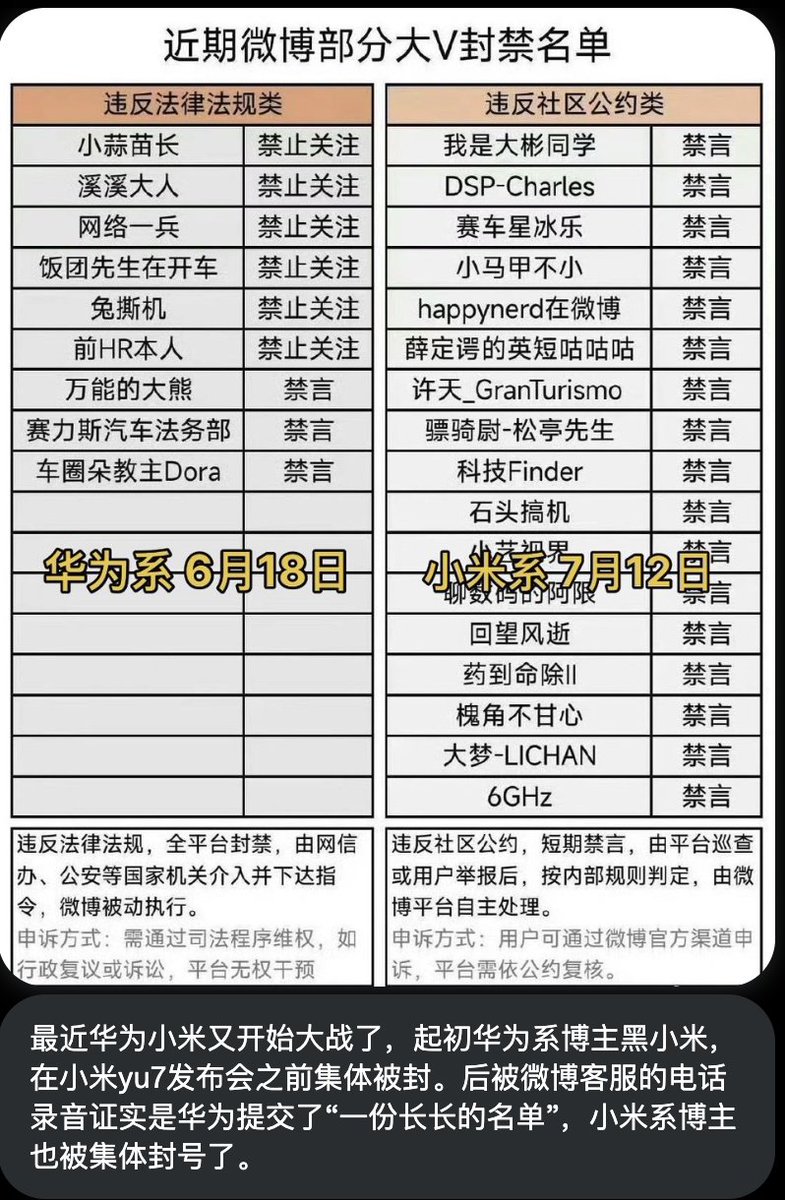 近期微博部分大V封禁名单
违反法律法规类
小蒜苗长 禁止关注
溪溪大人 禁止关注
网络一兵 禁止关注
饭团先生在开车 禁止关注
兔撕机 禁止关注
前HR本人 禁止关注
万能的大熊 禁言
赛力斯汽车法务部 禁言
车圈朵教主Dora 禁言
华为系 6月18日
违反法律法规，全平台封禁，由网信
办、公安等国家机关介入并下达指
令，微博被动执行。
申诉方式：需通过司法程序维权，如
行政复议或诉讼，平台无权干预
违反社区公约类
我是大彬同学 禁言
DSP-Charles 禁言
赛车星冰乐 禁言
小马甲不小 禁言
happynerd在微博 禁言
薛定谔的英短咕咕咕 禁言
许天_GranTurismo 禁言
骠骑尉-松亭先生 禁言
科技Finder 禁言
石头搞机 禁言
小艺视界 禁言
小米系 7月12日
聊数码的阿限 禁言
回望风逝 禁言
药到命除II 禁言
槐角不甘心 禁言
大梦-LICHAN 禁言
6GHz 禁言
违反社区公约，短期禁言，由平台巡查
或用户举报后，按内部规则判定，由微
博平台自主处理。
申诉方式：用户可通过微博官方渠道申
诉，平台需依公约复核。
最近华为小米又开始大战了，起初华为系博主黑小米，
在小米yu7发布会之前集体被封。后被微博客服的电话
录音证实是华为提交了“一份长长的名单”，小米系博主
也被集体封号了。